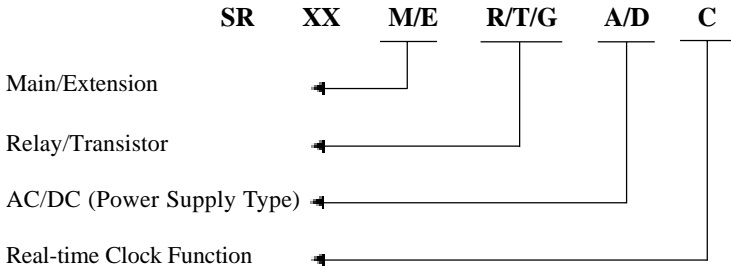 SR XX M/E R/T/G A/D C
Main/Extension
Relay/Transistor
AC/DC (Power Supply Type)
Real-time Clock Function